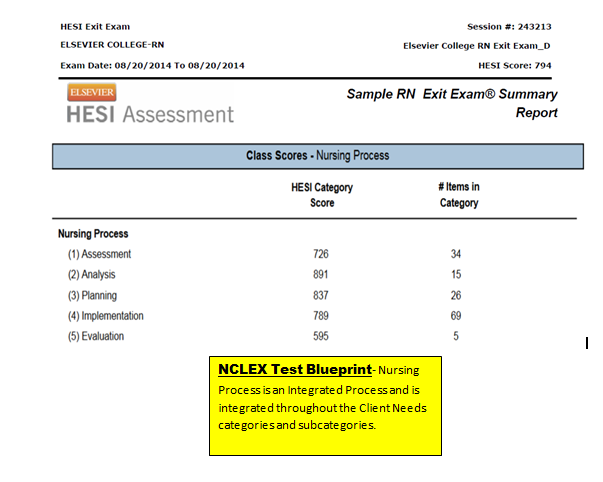 HESI Exit Exam Session #: 243213
ELSEVIER COLLEGE-RN Elsevier College RN Exit Exam_D
Exam Date: 08/20/2014 To 08/20/2014 HESI Score: 794
ELSEVIER
HESI Assessment
Sample RN Exit Exam® Summary
Report
Class Scores - Nursing Process
HESI Category # Items in
Score Category
Nursing Process
(1) Assessment 726 34
(2) Analysis 891 15
(3) Planning 837 26
(4) Implementation 789 69
(5) Evaluation 595 5
NCLEX Test Blueprint- Nursing
Process is an Integrated Process and is
integrated throughout the Client Needs
categories and subcategories.